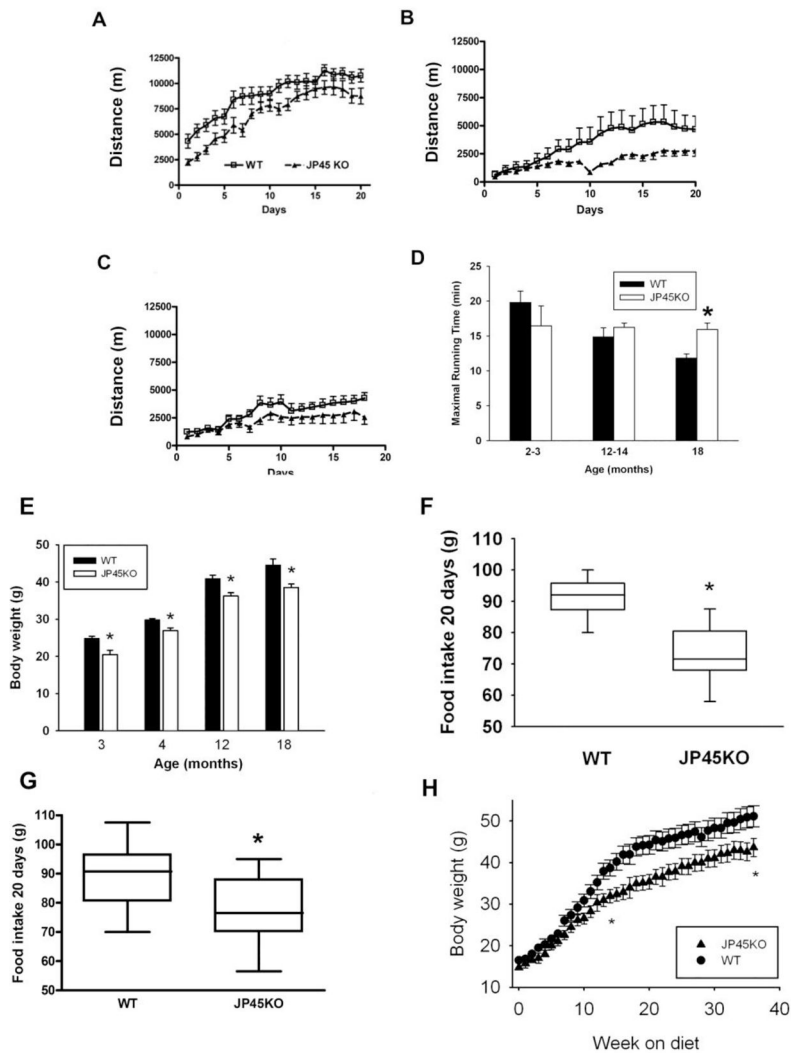 A
Distance (m)
12500
10000
7500
5000
2500
0
WT
JP45 KO
0
5
10
15
20
Days
B
Distance (m)
12500
10000
7500
5000
2500
0
0
5
10
15
20
Days
C
Distance (m)
12500
10000
7500
5000
2500
0
0
5
10
15
20
Days
D
Maximal Running Time (min)
25
20
15
10
5
0
WT
JP45KO
*
2-3
12-14
18
Age (months)
E
Body weight (g)
50
40
30
20
10
0
WT
JP45KO
*
*
*
*
3
4
12
18
Age (months)
F
Food intake 20 days (g)
110
100
90
80
70
60
50
*
WT
JP45KO
G
Food intake 20 days (g)
110
100
90
80
70
60
50
*
WT
JP45KO
H
Body weight (g)
50
40
30
20
10
*
*
JP45KO
WT
0
10
20
30
40
Week on diet